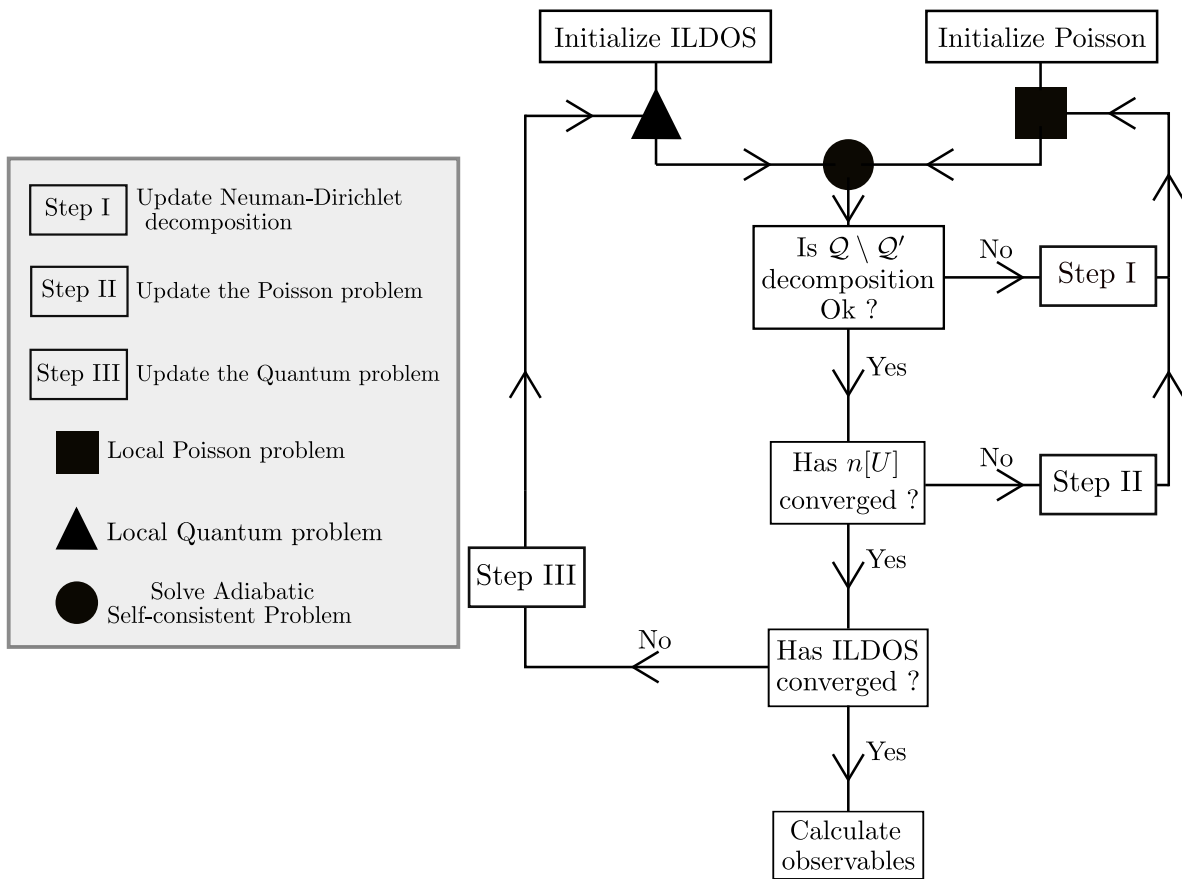 Initialize ILDOS
Initialize Poisson
Step I
Update Neuman-Dirichlet
decomposition
Step II
Update the Poisson problem
Step III
Update the Quantum problem
Local Poisson problem
Local Quantum problem
Solve Adiabatic
Self-consistent Problem
Is 𝒬 \ 𝒬′
decomposition
Ok ?
No
Step I
Yes
Has n[U]
converged ?
No
Step II
Yes
Step III
No
Has ILDOS
converged ?
Yes
Calculate
observables